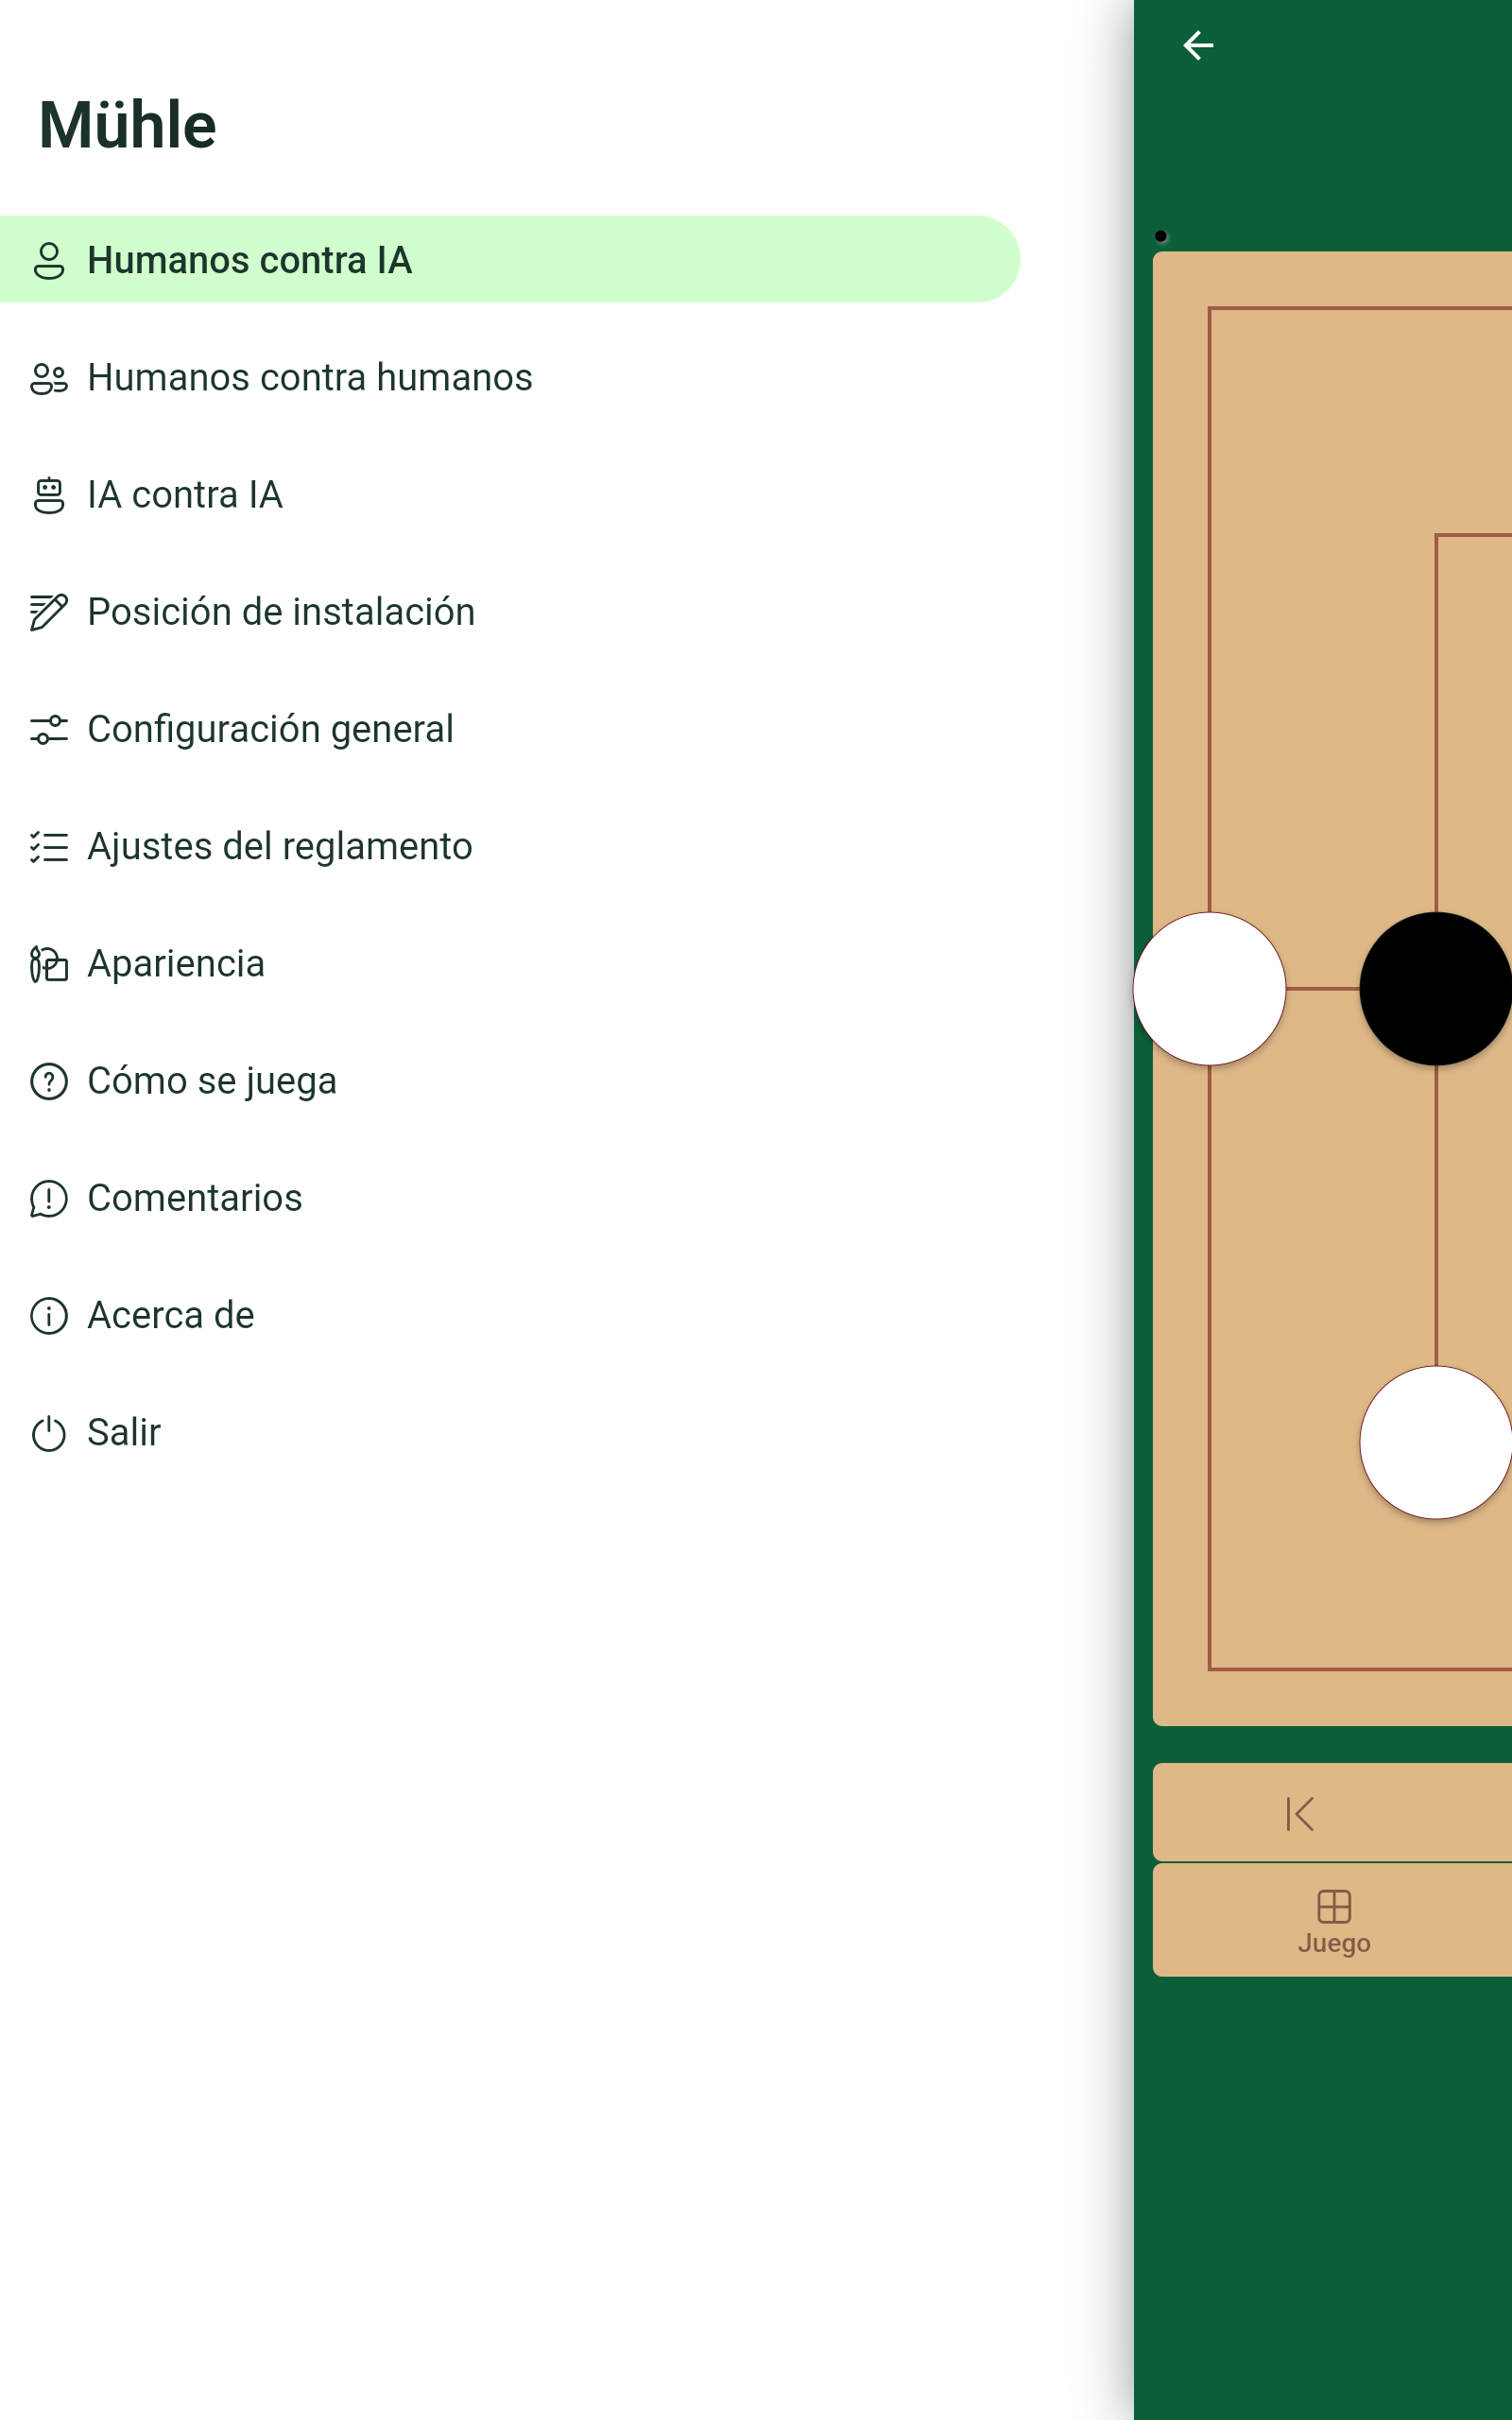 Mühle
Humanos contra IA
Humanos contra humanos
IA contra IA
Posición de instalación
Configuración general
Ajustes del reglamento
Apariencia
Cómo se juega
Comentarios
Acerca de
Salir
Juego